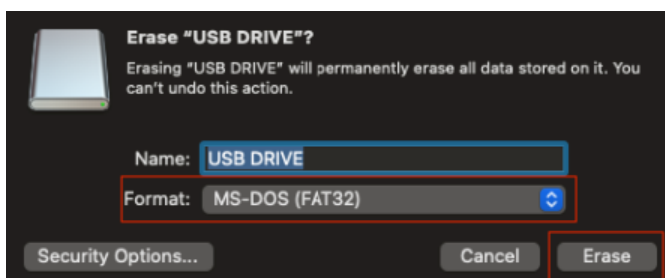 Erase “USB DRIVE”?
Erasing “USB DRIVE” will permanently erase all data stored on it. You
can’t undo this action.
Name: USB DRIVE
Format: MS-DOS (FAT32)
Security Options... Cancel Erase